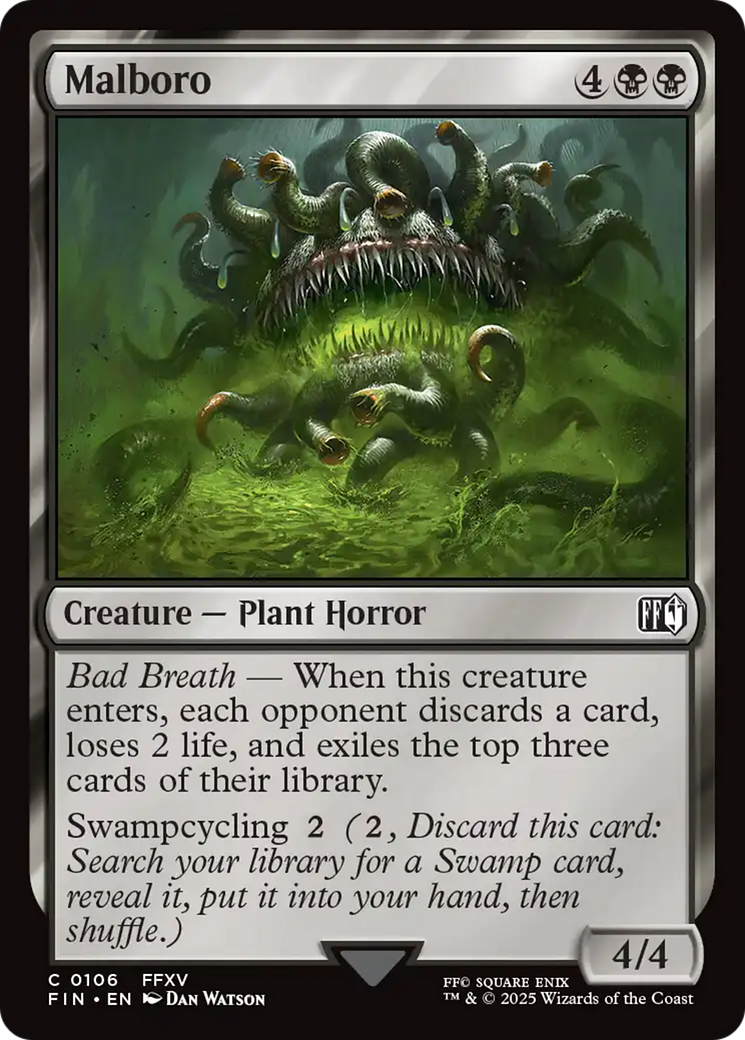 Malboro 4
Creature — Plant Horror FF
Bad Breath — When this creature
enters, each opponent discards a card,
loses 2 life, and exiles the top three
cards of their library.
Swampcycling 2 (2, Discard this card:
Search your library for a Swamp card,
reveal it, put it into your hand, then
shuffle.)
4/4
C 0106 FFXV
FIN • EN Dan Watson
FF© SQUARE ENIX
™ & © 2025 Wizards of the Coast